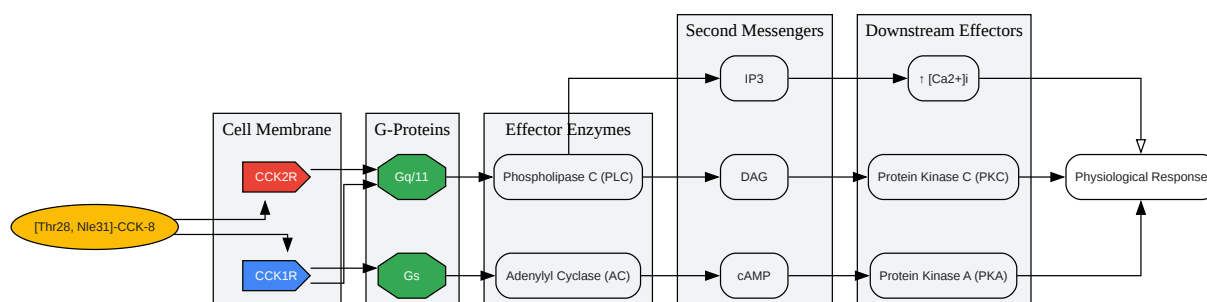 Second Messengers
Downstream Effectors
IP3
↑ [Ca2+]i
Cell Membrane
G-Proteins
Effector Enzymes
CCK2R
Gq/11
Phospholipase C (PLC)
DAG
Protein Kinase C (PKC)
Physiological Response
[Thr28, Nle31]-CCK-8
CCK1R
Gs
Adenylyl Cyclase (AC)
cAMP
Protein Kinase A (PKA)